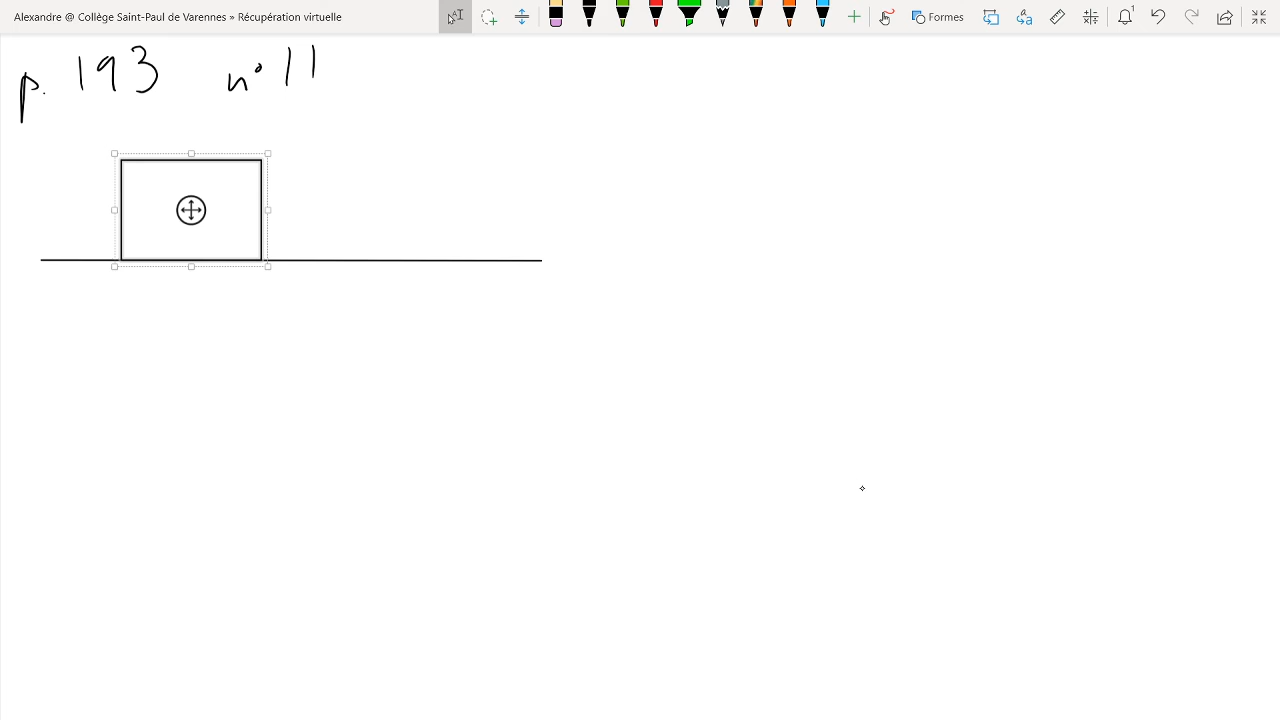 Alexandre @ Collège Saint-Paul de Varennes » Récupération virtuelle
Formes
p. 193 n° 11